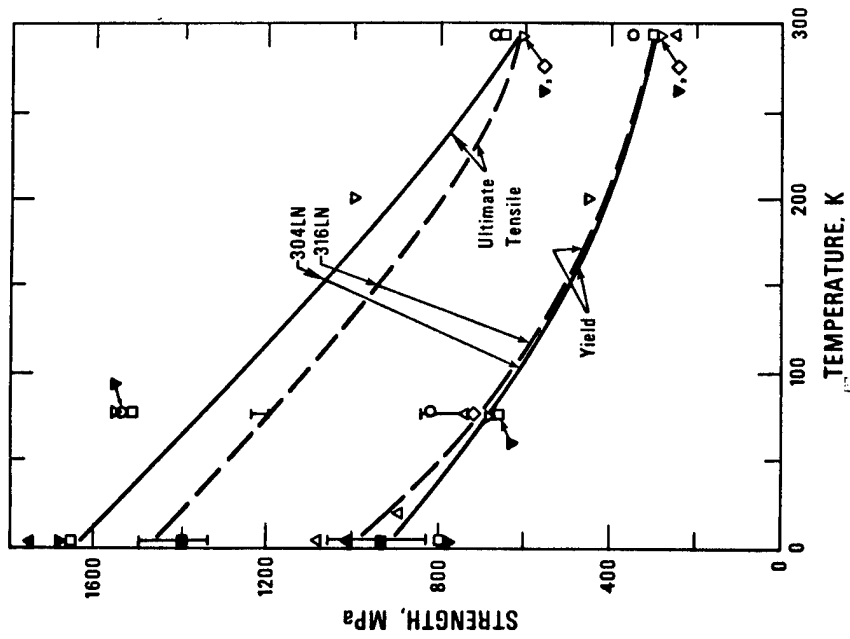 STRENGTH, MPa
1600
1200
800
400
0
304LN
316LN
Ultimate
Tensile
Yield
0
100
200
300
TEMPERATURE, K